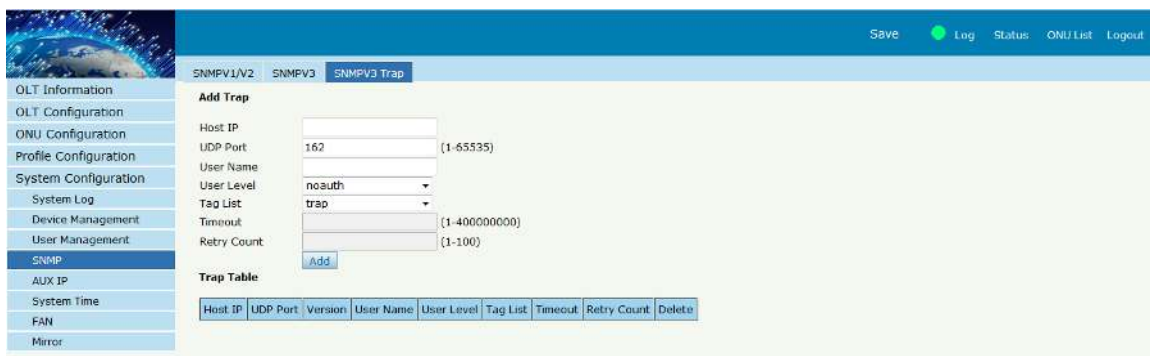 Save Log Status ONU List Logout
SNMPV1/V2 SNMPV3 SNMPV3 Trap
OLT Information
OLT Configuration
ONU Configuration
Profile Configuration
System Configuration
System Log
Device Management
User Management
SNMP
AUX IP
System Time
FAN
Mirror
Add Trap
Host IP
UDP Port 162 (1-65535)
User Name
User Level noauth
Tag List trap
Timeout (1-400000000)
Retry Count (1-100)
Add
Trap Table
Host IP UDP Port Version User Name User Level Tag List Timeout Retry Count Delete